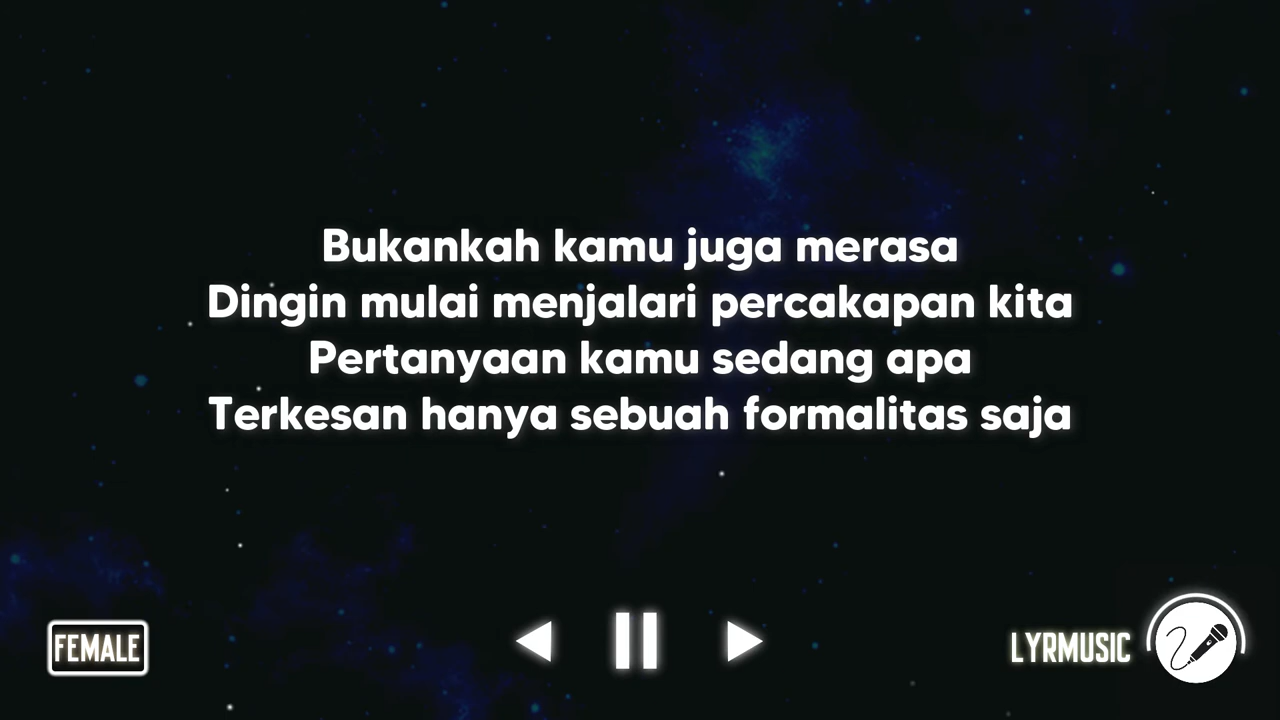 Bukankah kamu juga merasa
Dingin mulai menjalari percakapan kita
Pertanyaan kamu sedang apa
Terkesan hanya sebuah formalitas saja
FEMALE
LYRMUSIC